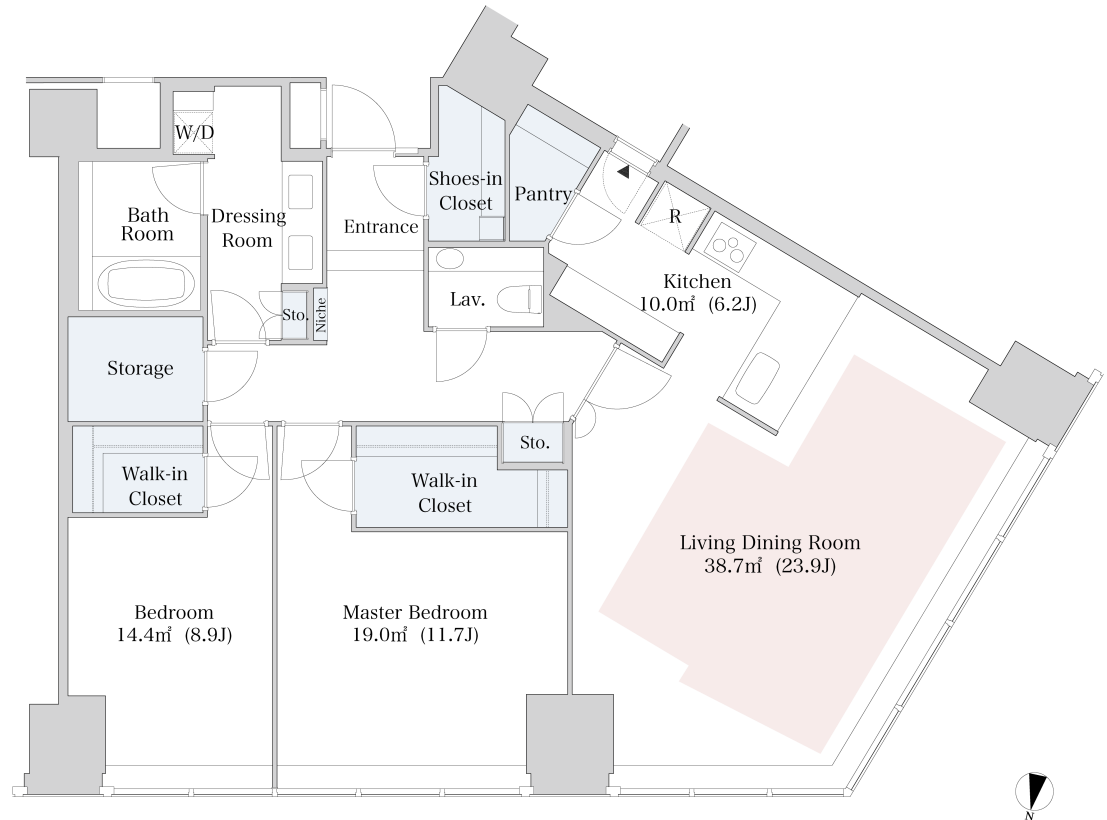 W/D
Bath
Room
Dressing
Room
Entrance
Shoes-in
Closet
Pantry
R
Kitchen
10.0㎡ (6.2J)
Lav.
Sto.
Niche
Storage
Sto.
Walk-in
Closet
Walk-in
Closet
Living Dining Room
38.7㎡ (23.9J)
Bedroom
14.4㎡ (8.9J)
Master Bedroom
19.0㎡ (11.7J)
N